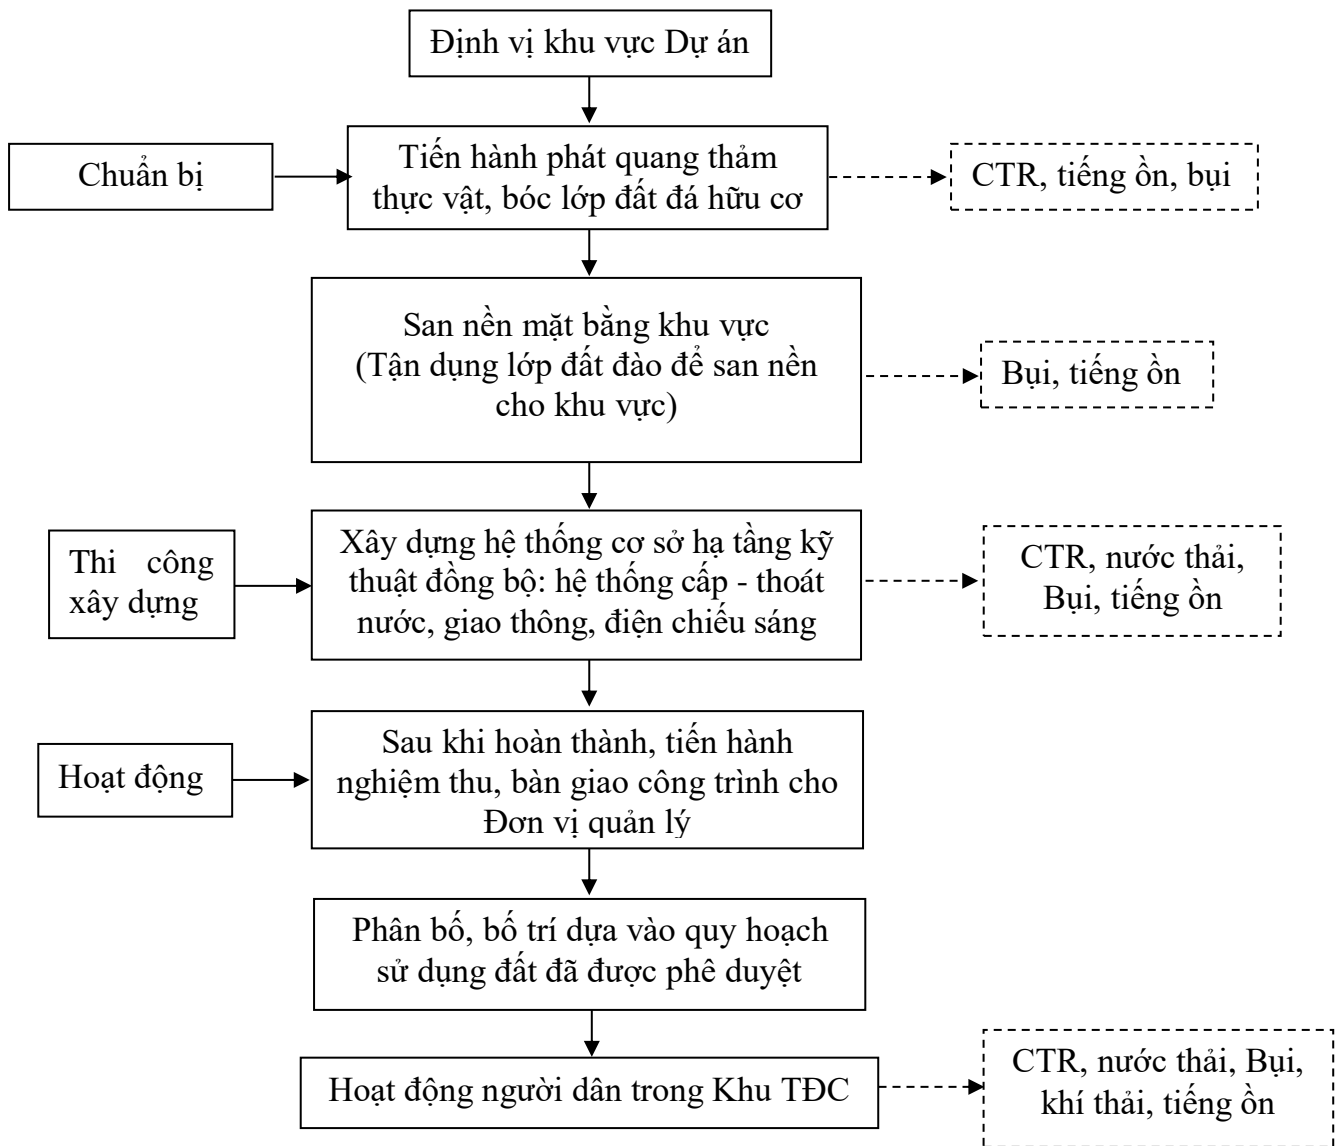 Định vị khu vực Dự án
Chuẩn bị
Tiến hành phát quang thảm
thực vật, bóc lớp đất đá hữu cơ
CTR, tiếng ồn, bụi
San nền mặt bằng khu vực
(Tận dụng lớp đất đào để san nền
cho khu vực)
Bụi, tiếng ồn
Thi công
xây dựng
Xây dựng hệ thống cơ sở hạ tầng kỹ
thuật đồng bộ: hệ thống cấp - thoát
nước, giao thông, điện chiếu sáng
CTR, nước thải,
Bụi, tiếng ồn
Hoạt động
Sau khi hoàn thành, tiến hành
nghiệm thu, bàn giao công trình cho
Đơn vị quản lý
Phân bố, bố trí dựa vào quy hoạch
sử dụng đất đã được phê duyệt
Hoạt động người dân trong Khu TĐC
CTR, nước thải, Bụi,
khí thải, tiếng ồn